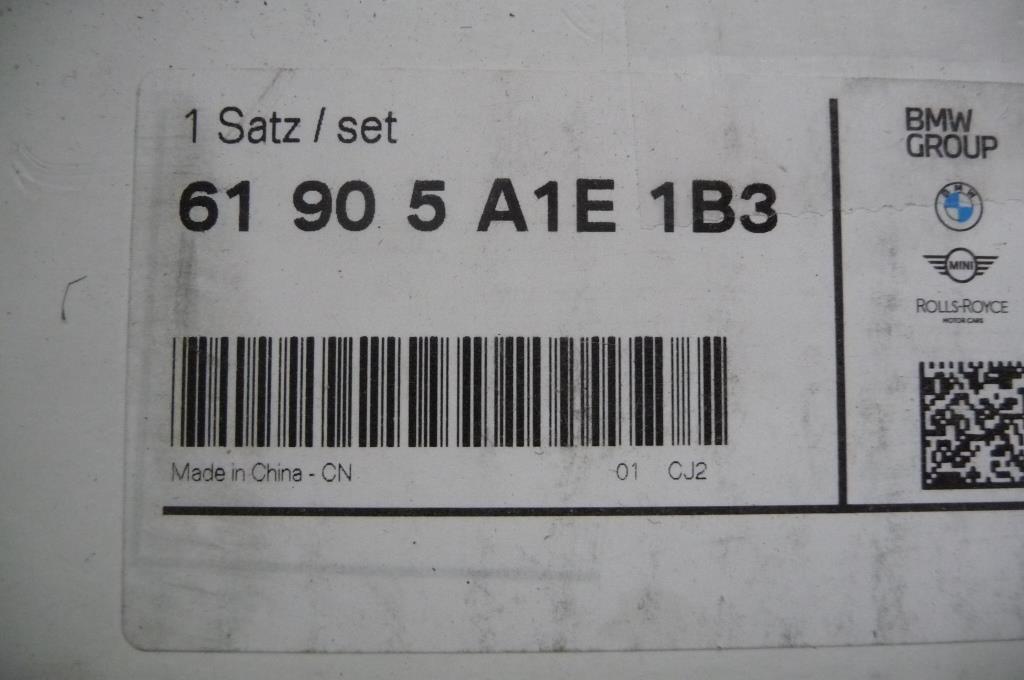 1 Satz / set
61 90 5 A1E 1B3
Made in China - CN 01 CJ2
BMW
GROUP
BMW
MINI
ROLLS-ROYCE
MOTOR CARS